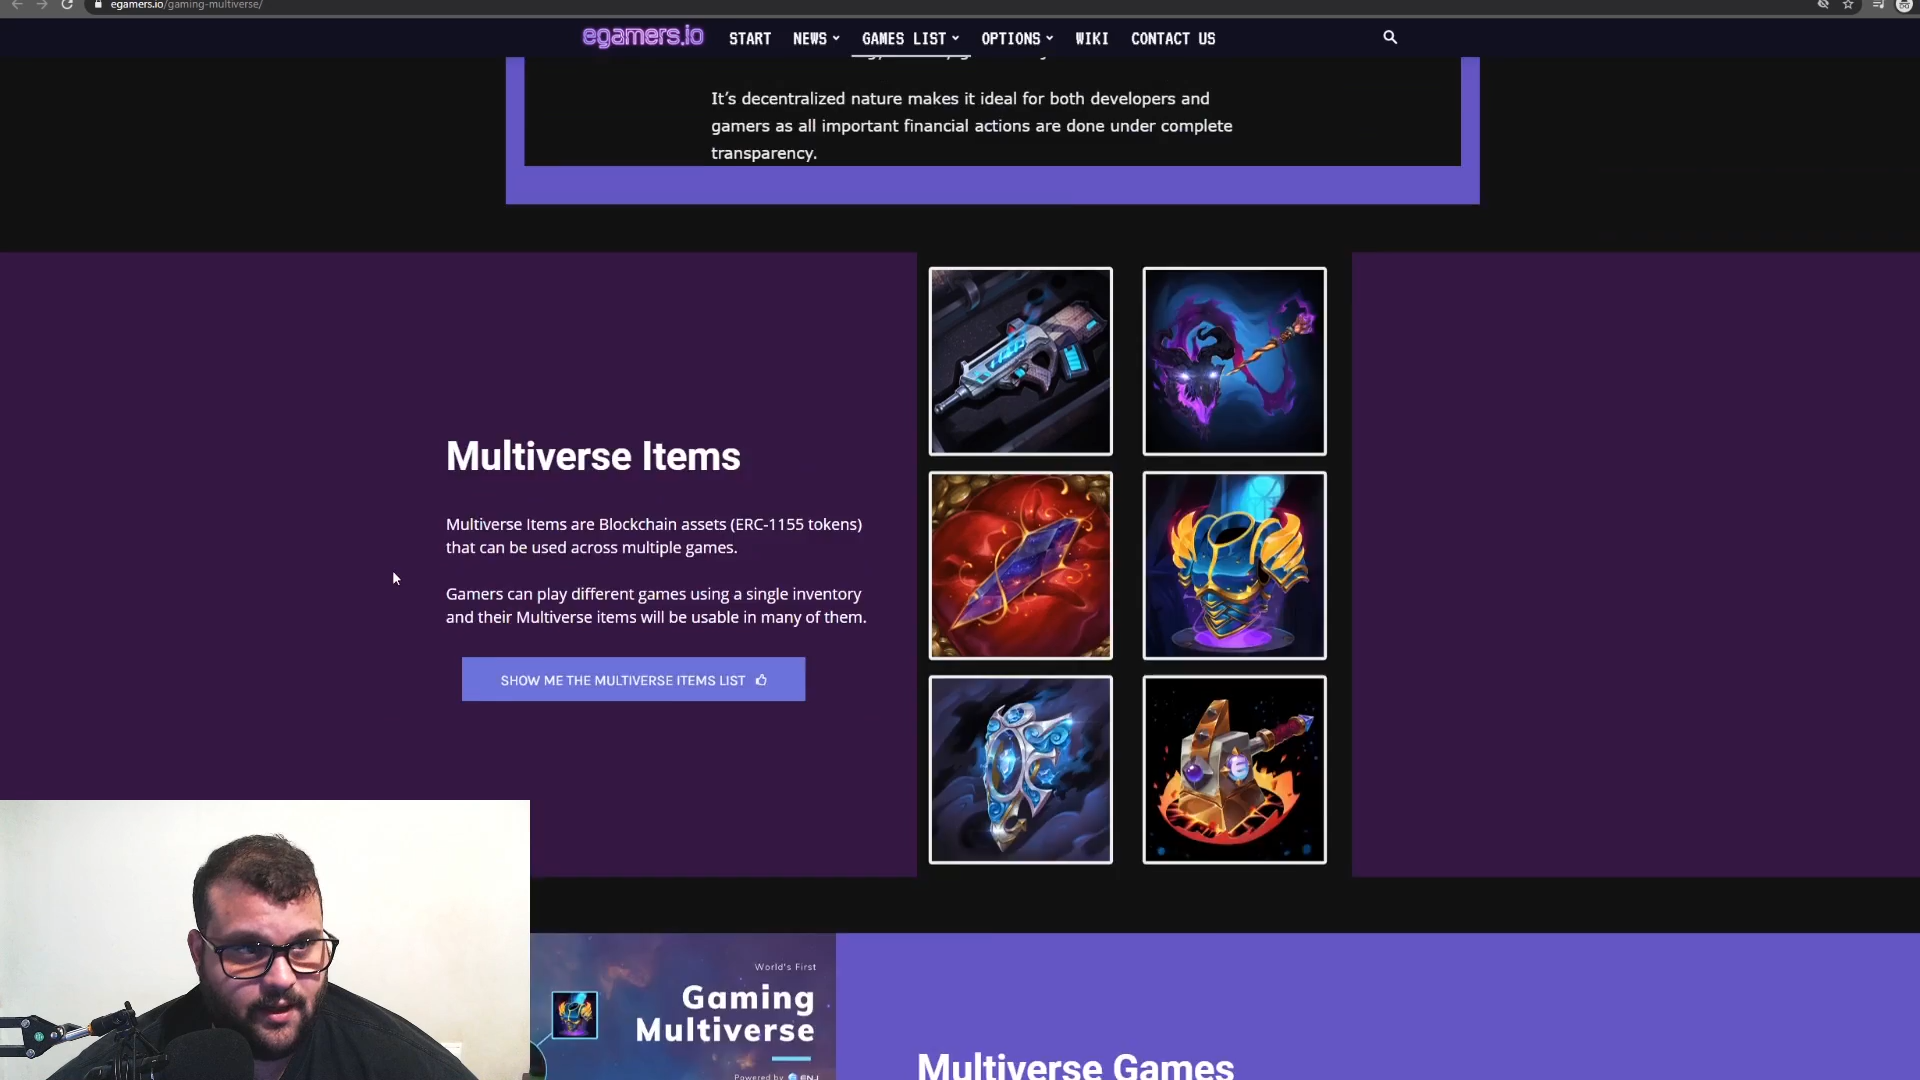 egamers.io/gaming-multiverse/
egamers.io START NEWS GAMES LIST OPTIONS WIKI CONTACT US
It's decentralized nature makes it ideal for both developers and
gamers as all important financial actions are done under complete
transparency.
Multiverse Items
Multiverse Items are Blockchain assets (ERC-1155 tokens)
that can be used across multiple games.
Gamers can play different games using a single inventory
and their Multiverse items will be usable in many of them.
SHOW ME THE MULTIVERSE ITEMS LIST
World's First
Gaming
Multiverse
Powered by ENJ
Multiverse Games